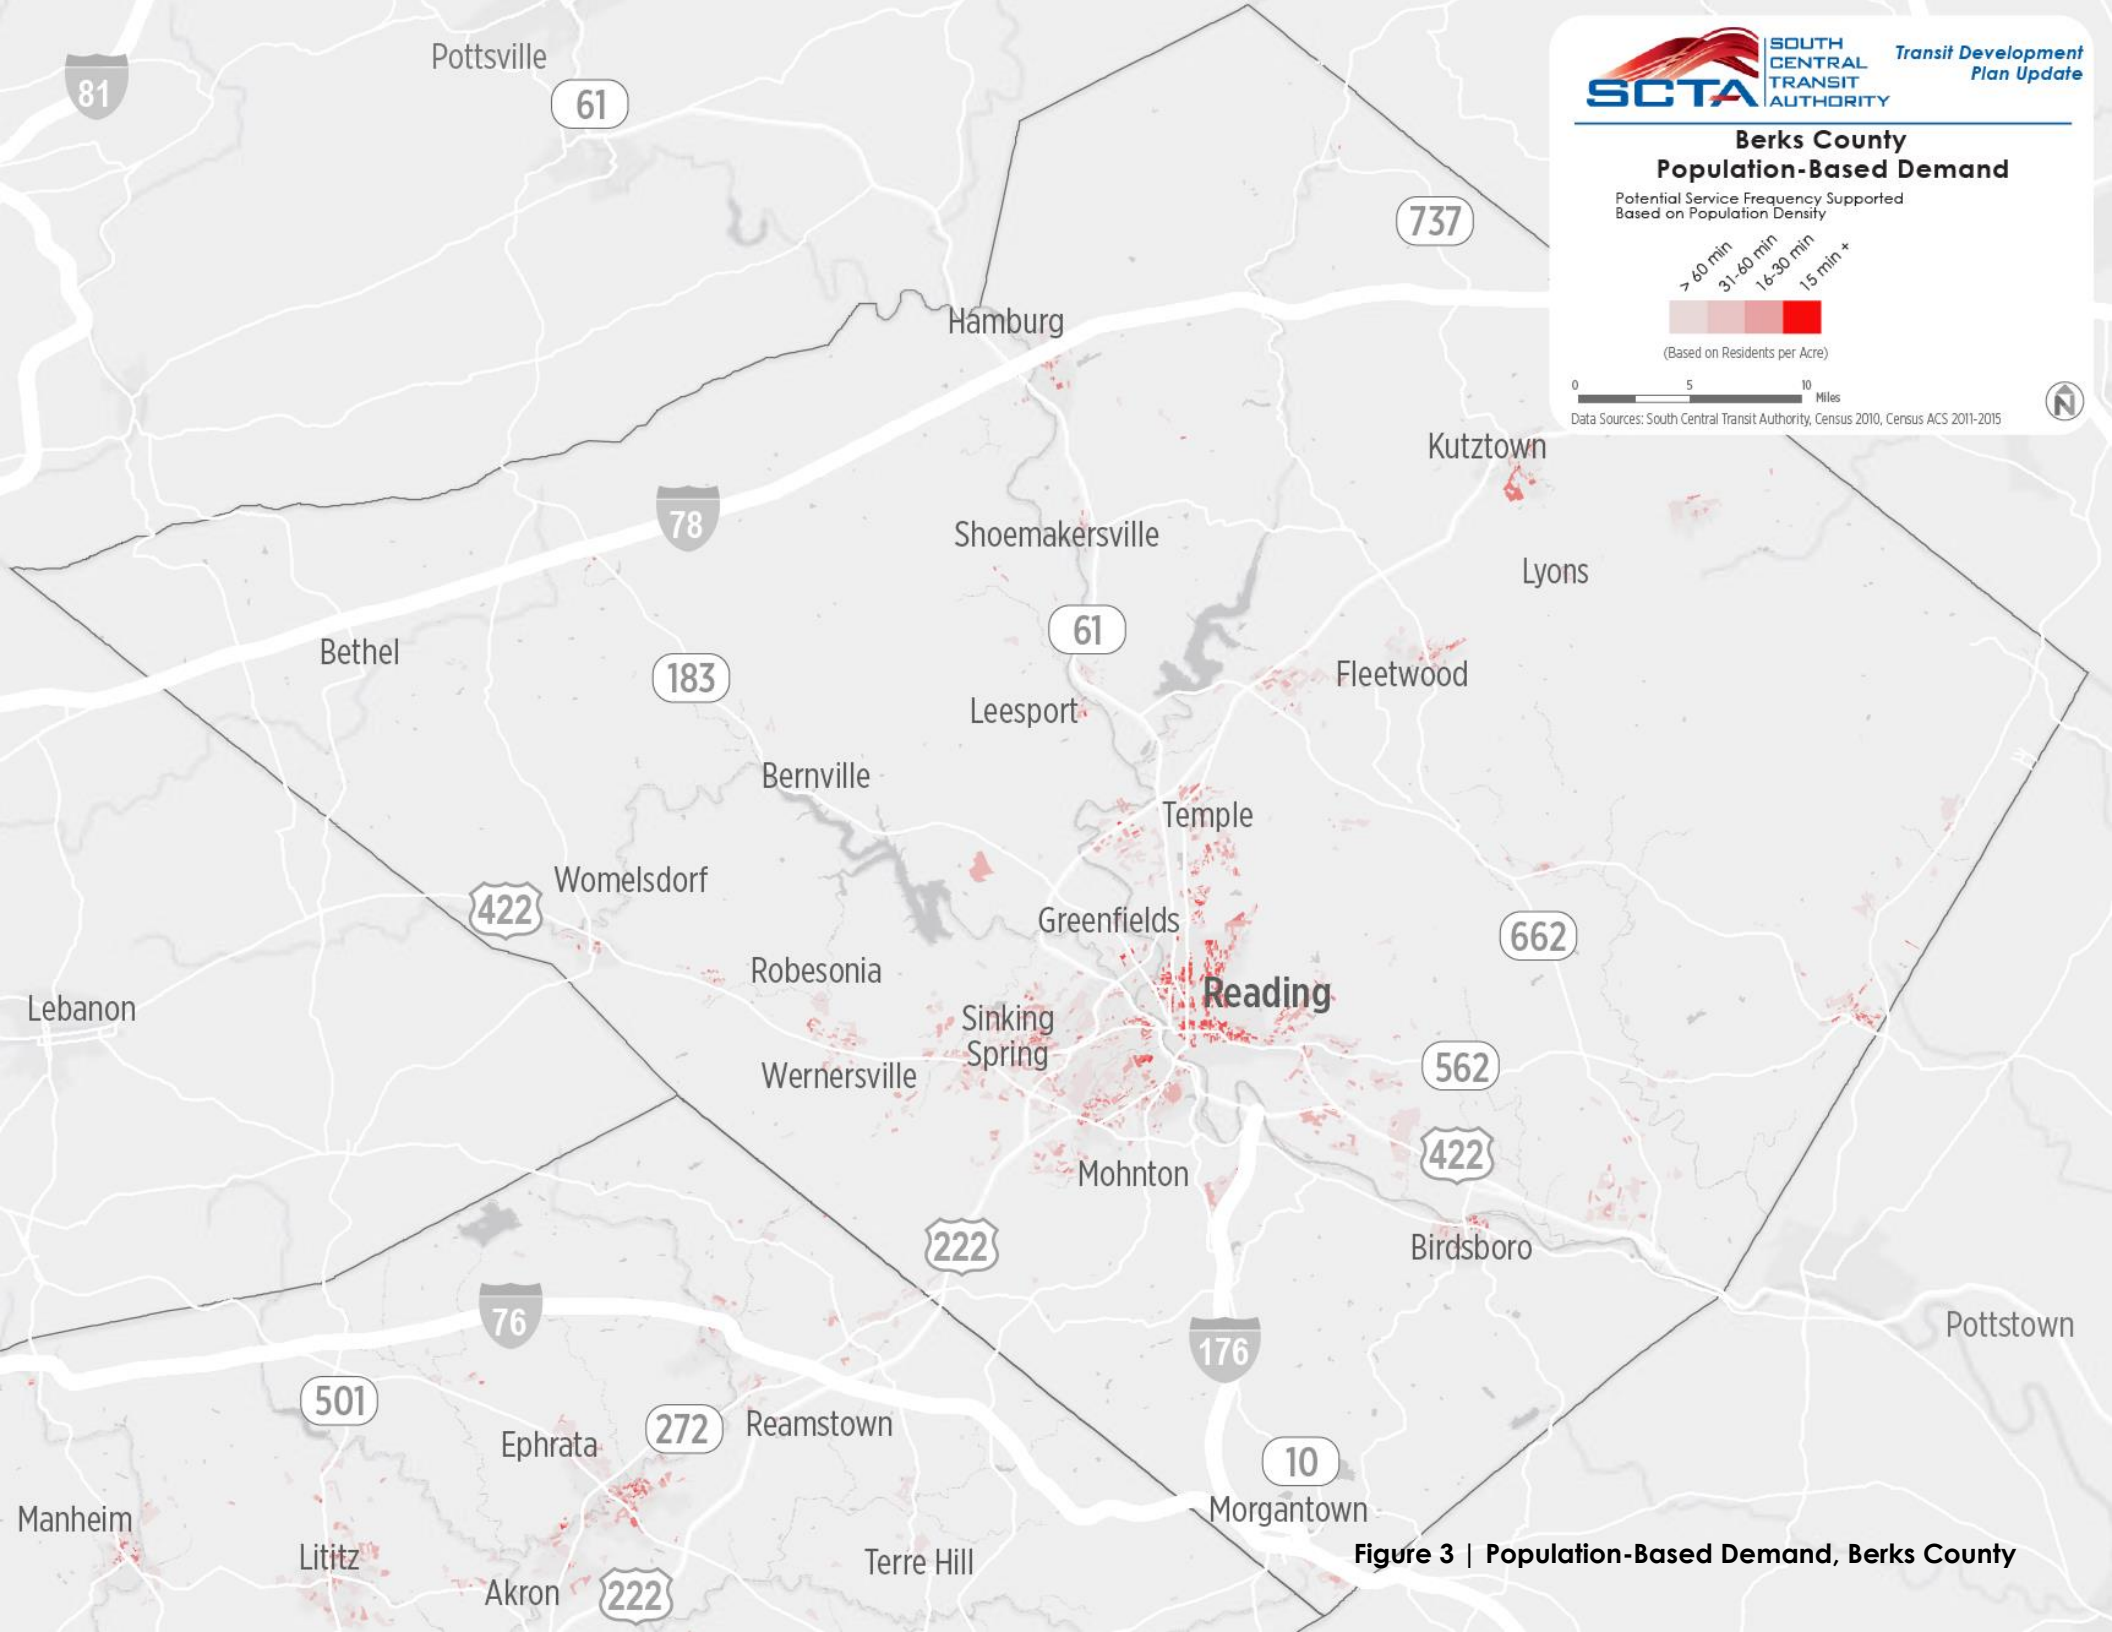 Pottsville
81
61
SCTA
SOUTH
CENTRAL
TRANSIT
AUTHORITY
Transit Development
Plan Update
Berks County
Population-Based Demand
Potential Service Frequency Supported
Based on Population Density
> 60 min
31-60 min
16-30 min
15 min +
(Based on Residents per Acre)
0 5 10
Miles
N
Data Sources: South Central Transit Authority, Census 2010, Census ACS 2011-2015
737
Hamburg
Kutztown
78
Shoemakersville
Lyons
61
Bethel
183
Fleetwood
Leesport
Bernville
Temple
Womelsdorf
422
Greenfields
662
Robesonia
Reading
Lebanon
Sinking
Spring
Wernersville
562
422
Mohnton
222
Birdsboro
76
176
Pottstown
501
272
Reamstown
Ephrata
10
Manheim
Morgantown
Lititz
Terre Hill
Akron
222
Figure 3 | Population-Based Demand, Berks County